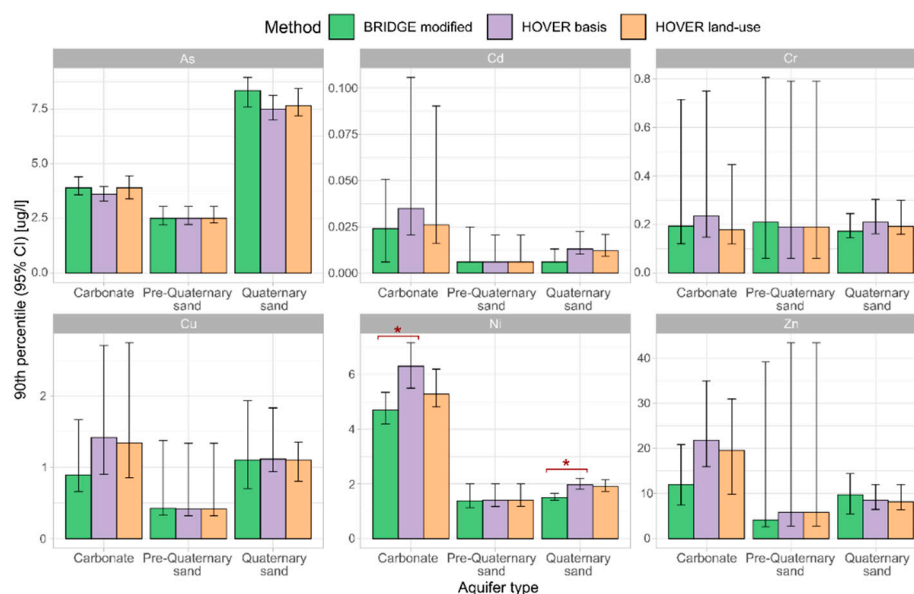 Method BRIDGE modified HOVER basis HOVER land-use
As Cd Cr
7.5
5.0
2.5
0.0
0.100
0.075
0.050
0.025
0.000
0.8
0.6
0.4
0.2
0.0
Carbonate Pre-Quaternary sand Quaternary sand
Carbonate Pre-Quaternary sand Quaternary sand
Carbonate Pre-Quaternary sand Quaternary sand
90th percentile (95% CI) [ug/l]
Cu Ni Zn
2
1
0
6
4
2
0
40
30
20
10
0
* *
Carbonate Pre-Quaternary sand Quaternary sand
Carbonate Pre-Quaternary sand Quaternary sand
Carbonate Pre-Quaternary sand Quaternary sand
Aquifer type